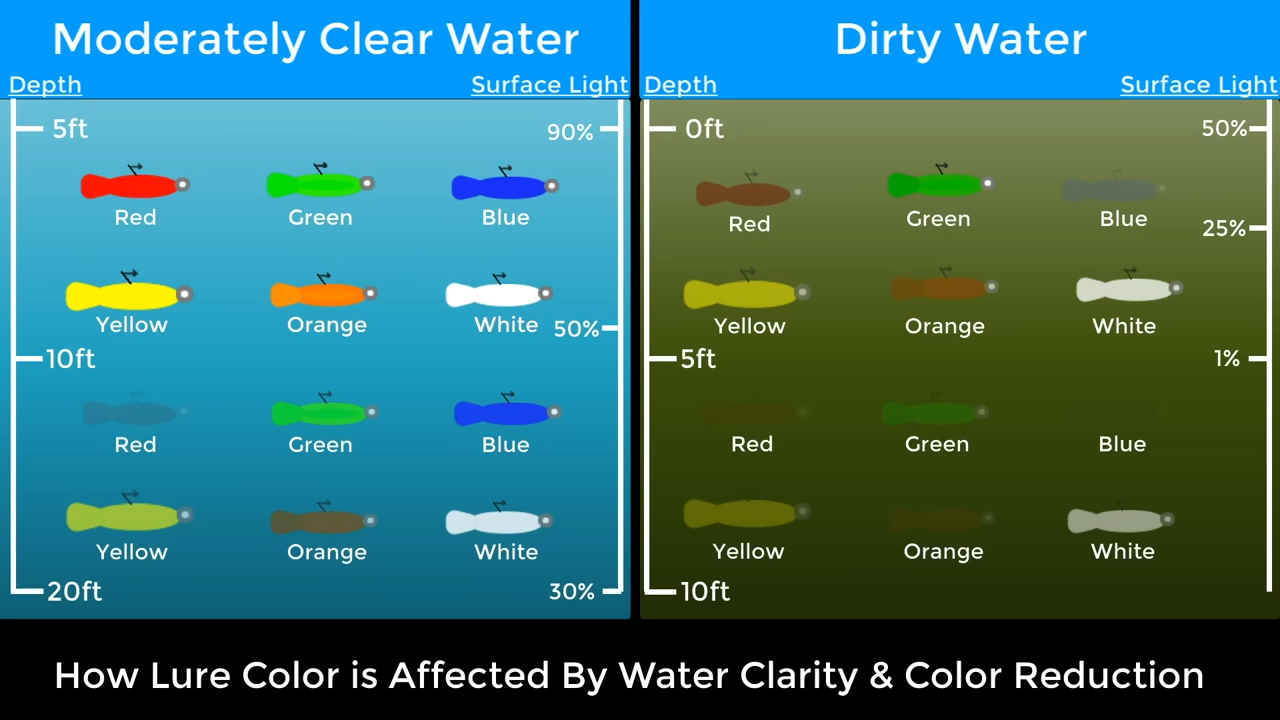 Moderately Clear Water
Depth
Surface Light
5ft
90%
Red
Green
Blue
Yellow
Orange
White
50%
10ft
Red
Green
Blue
Yellow
Orange
White
20ft
30%
Dirty Water
Depth
Surface Light
0ft
50%
Red
Green
Blue
25%
Yellow
Orange
White
5ft
1%
Red
Green
Blue
Yellow
Orange
White
10ft
How Lure Color is Affected By Water Clarity & Color Reduction